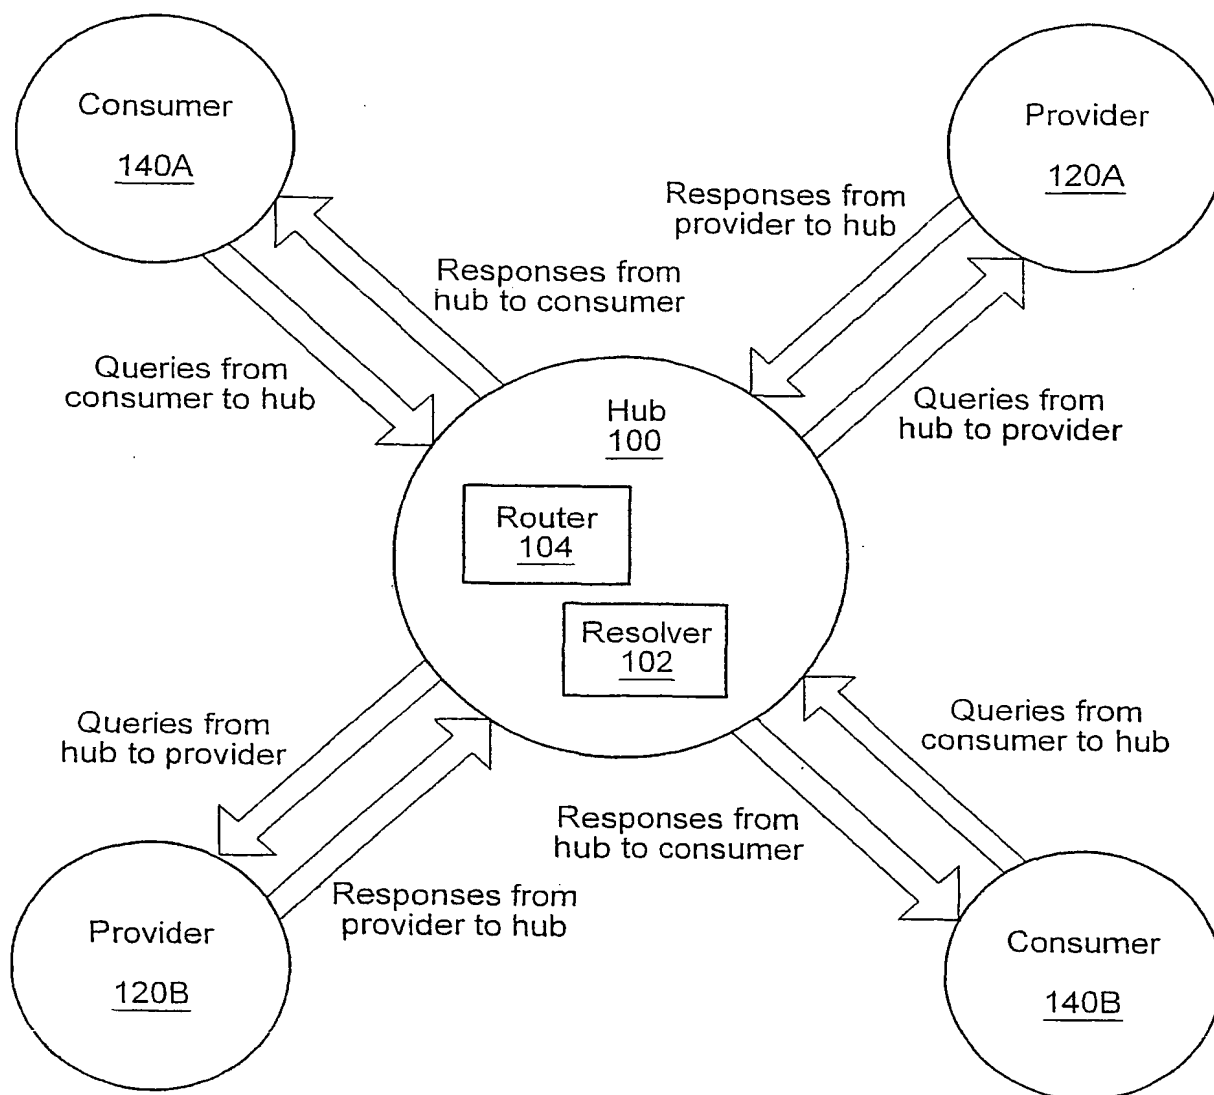 Consumer
140A
Provider
120A
Responses from
provider to hub
Responses from
hub to consumer
Queries from
consumer to hub
Queries from
hub to provider
Hub
100
Router
104
Resolver
102
Queries from
hub to provider
Queries from
consumer to hub
Responses from
hub to consumer
Responses from
provider to hub
Provider
120B
Consumer
140B